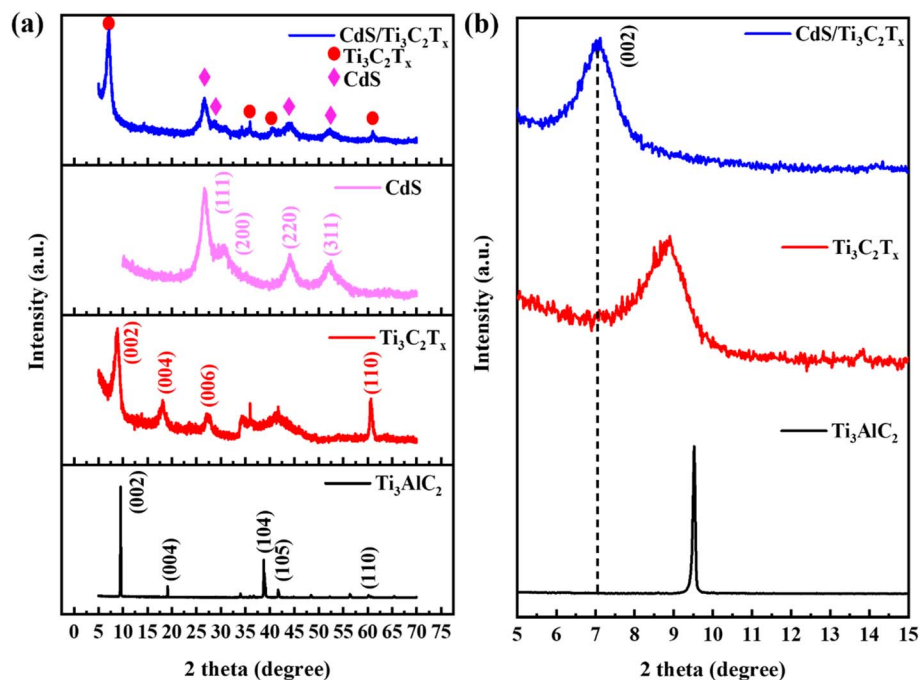 (a)
CdS/Ti₃C₂Tₓ
Ti₃C₂Tₓ
CdS
CdS
(111)
(200)
(220)
(311)
Ti₃C₂Tₓ
(002)
(004)
(006)
(110)
Ti₃AlC₂
(002)
(004)
(104)
(105)
(110)
0 5 10 15 20 25 30 35 40 45 50 55 60 65 70 75
2 theta (degree)
Intensity (a.u.)
(b)
CdS/Ti₃C₂Tₓ
(002)
Ti₃C₂Tₓ
Ti₃AlC₂
5 6 7 8 9 10 11 12 13 14 15
2 theta (degree)
Intensity (a.u.)